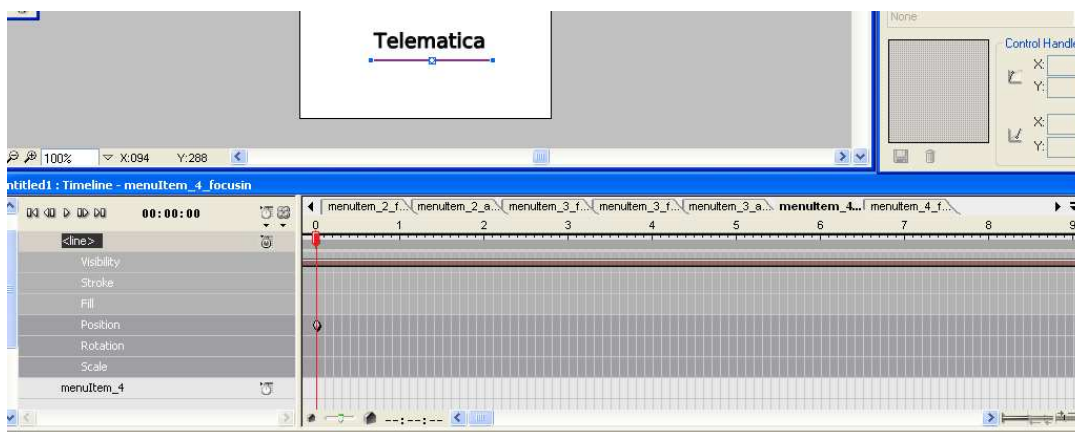 None
Telematica
Control Handle
X:
Y:
X:
Y:
100% X:094 Y:288
ntitled1 : Timeline - menuItem_4_focusin
00:00:00
menuItem_2_f... menuItem_2_a... menuItem_3_f... menuItem_3_f... menuItem_3_a... menuItem_4... menuItem_4_f...
0 1 2 3 4 5 6 7 8 9
<line>
Visibility
Stroke
Fill
Position
Rotation
Scale
menuItem_4
--:--:--